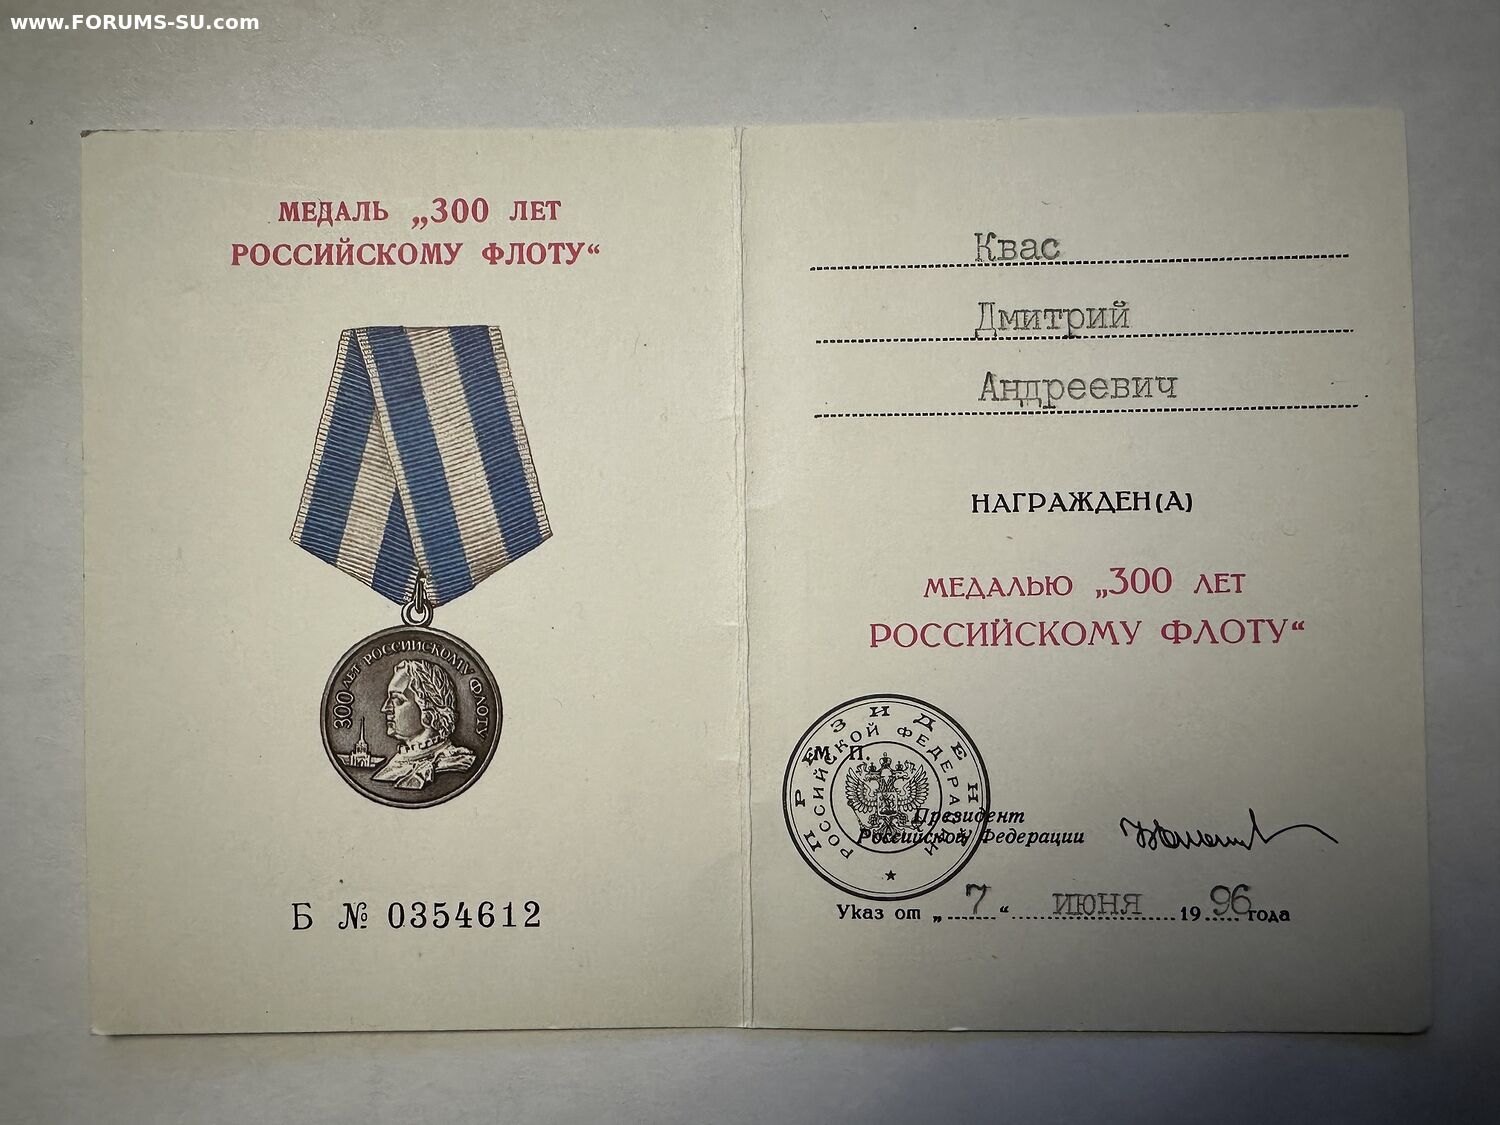 www.FORUMS-SU.com
МЕДАЛЬ „300 ЛЕТ
РОССИЙСКОМУ ФЛОТУ“
300 ЛЕТ РОССИЙСКОМУ ФЛОТУ
Б № 0354612
Квас
Дмитрий
Андреевич
НАГРАЖДЕН(А)
МЕДАЛЬЮ „300 ЛЕТ
РОССИЙСКОМУ ФЛОТУ“
ПРЕЗИДЕН
РОССИЙСКОЙ ФЕДЕРАЦИИ
М. П.
Президент
Российской Федерации
Указ от „ 7 “ июня 1996 года